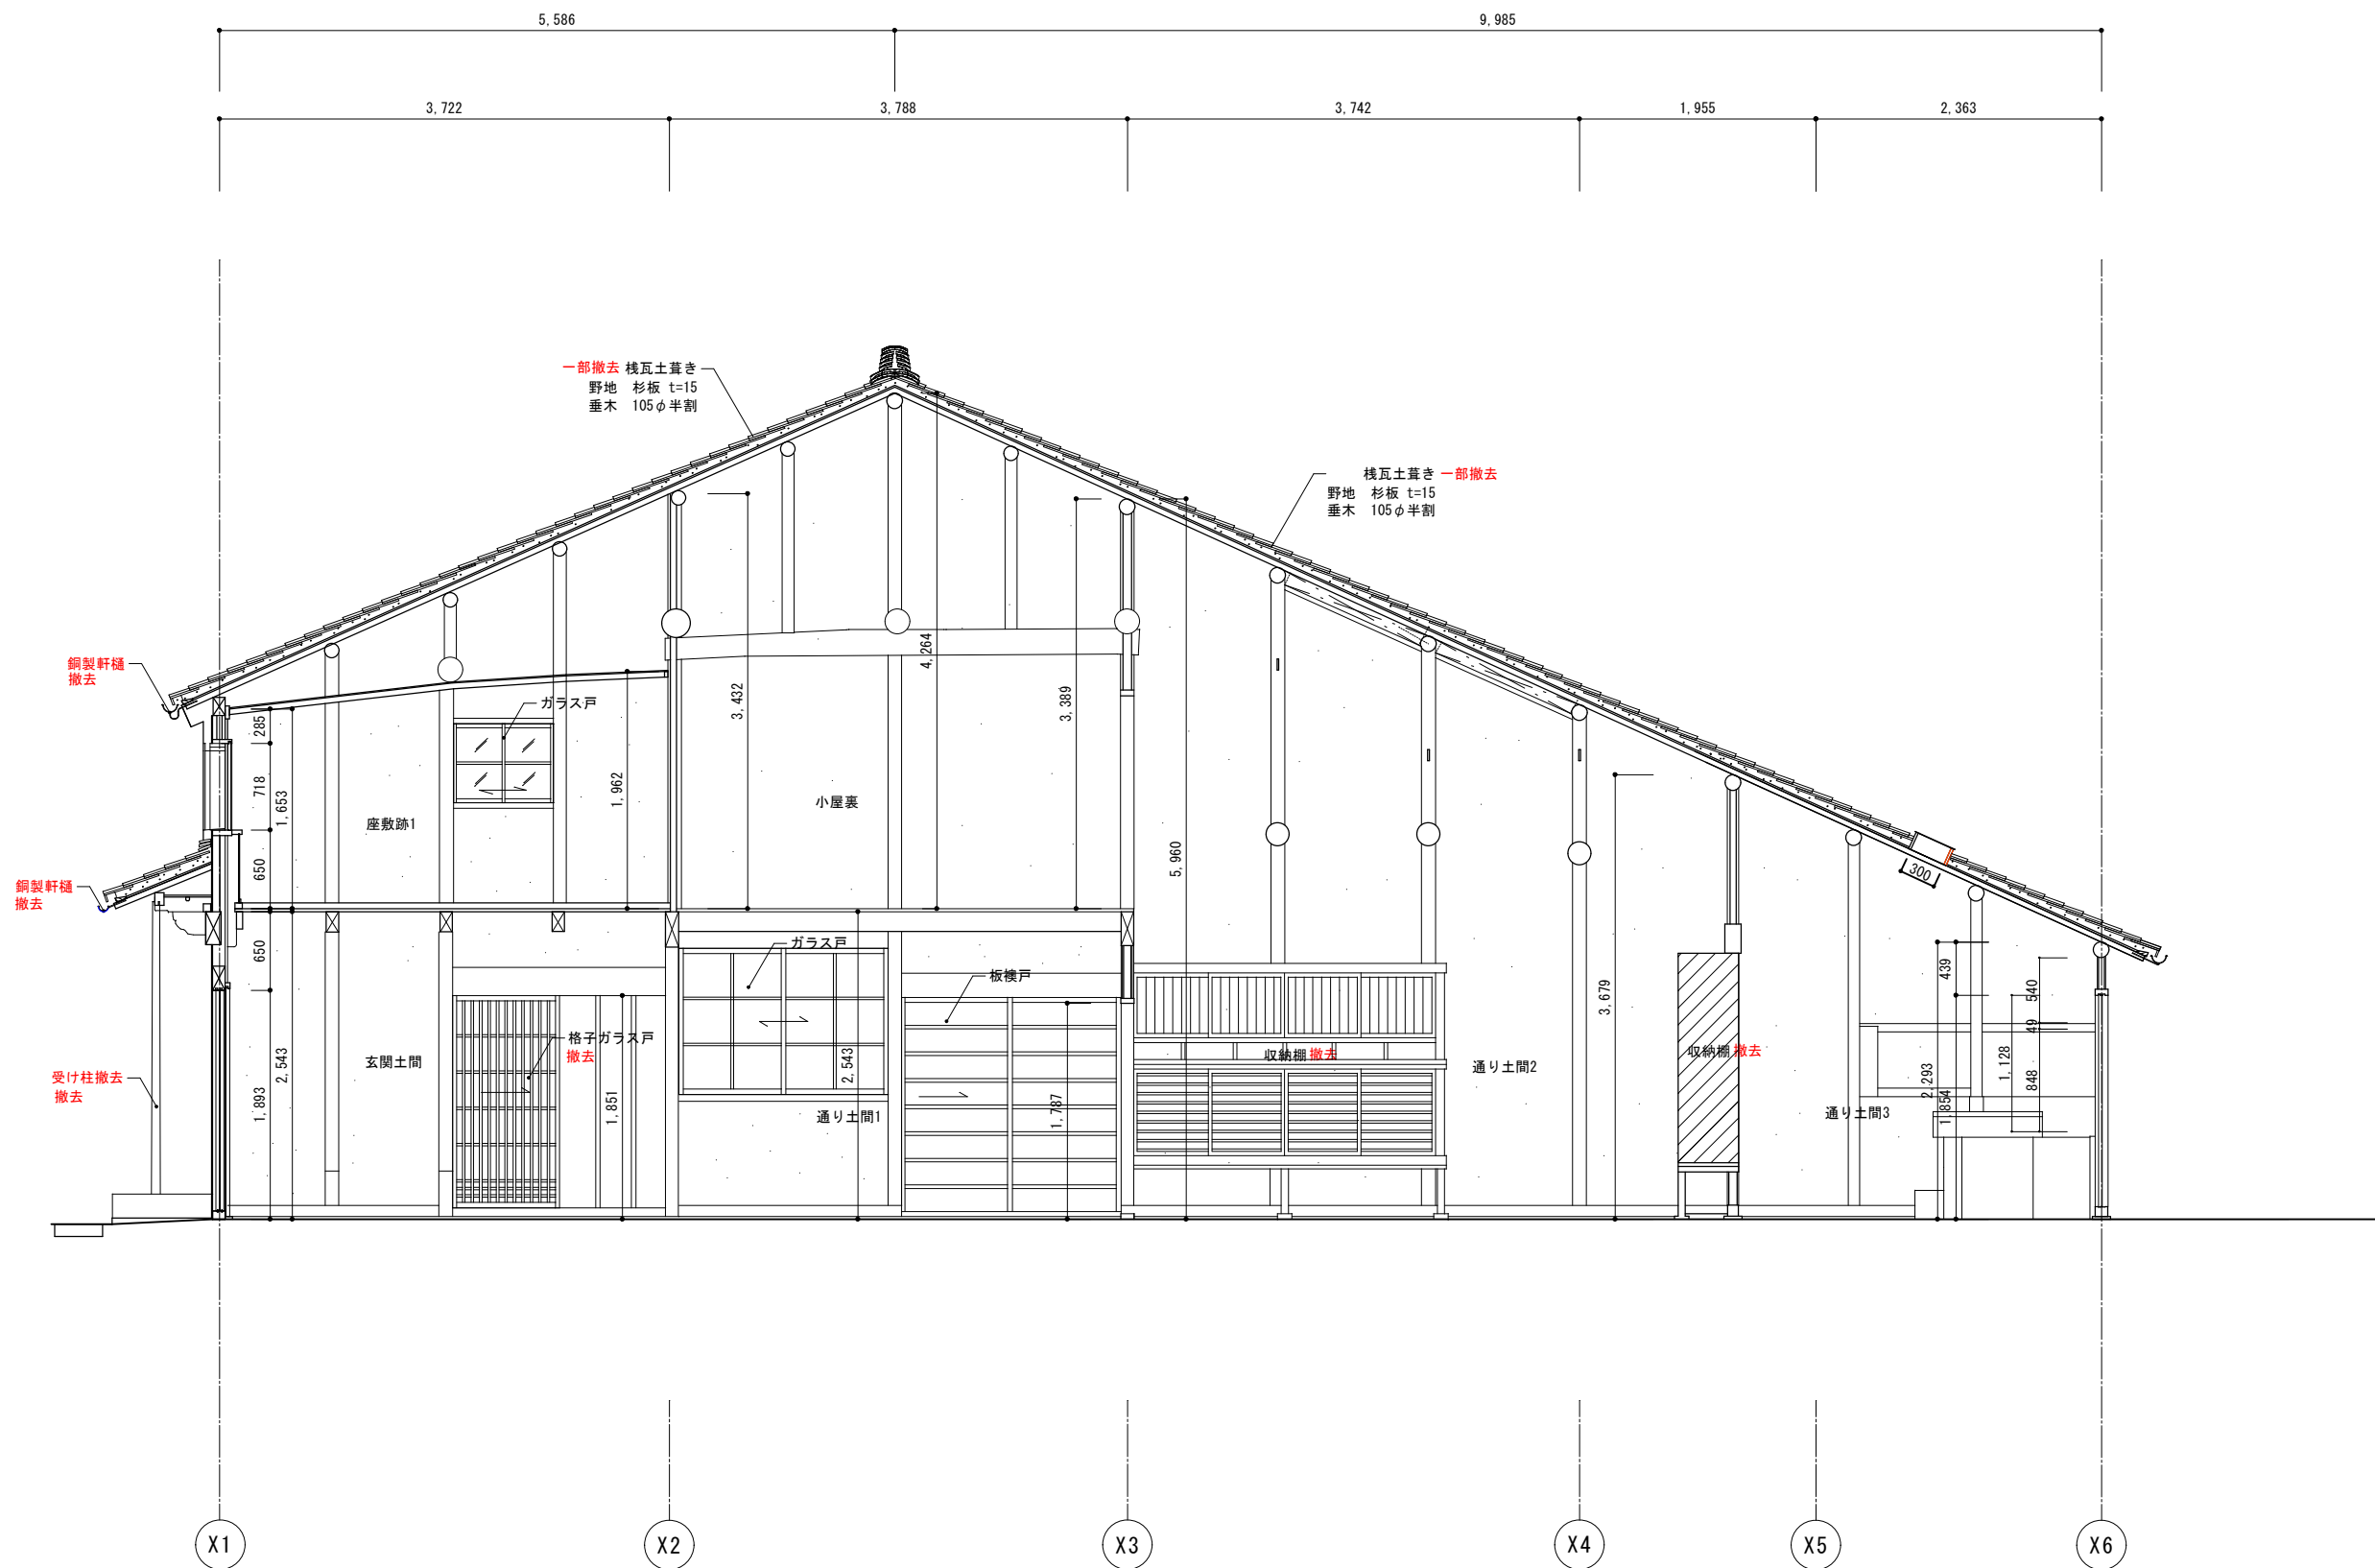 5,586
9,985
3,722
3,788
3,742
1,955
2,363
一部撤去 桟瓦土葺き
野地 杉板 t=15
垂木 105φ半割
桟瓦土葺き 一部撤去
野地 杉板 t=15
垂木 105φ半割
銅製軒樋
撤去
銅製軒樋
撤去
受け柱撤去
撤去
285
718
1,653
650
650
1,893
2,543
座敷跡1
ガラス戸
1,962
3,432
小屋裏
4,264
3,389
5,960
玄関土間
格子ガラス戸
撤去
1,851
ガラス戸
通り土間1
2,543
板襖戸
1,787
収納棚 撤去
通り土間2
3,679
収納棚 撤去
通り土間3
300
2,293
439
1,854
1,128
540
49
848
X1
X2
X3
X4
X5
X6